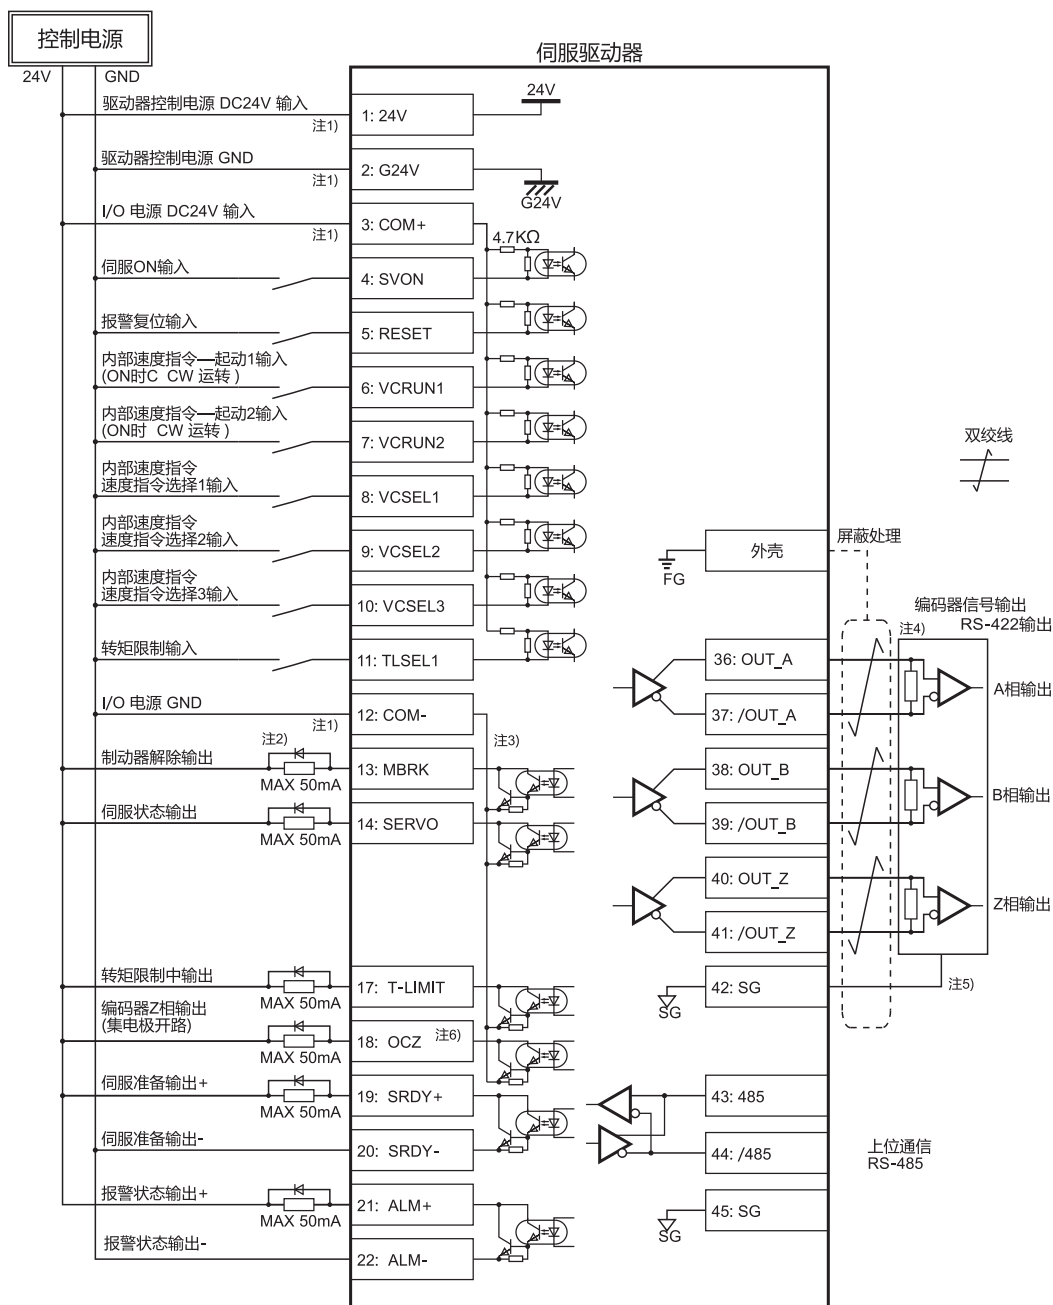 控制电源
24V
GND
伺服驱动器
驱动器控制电源 DC24V 输入
注1)
1: 24V
24V
驱动器控制电源 GND
注1)
2: G24V
G24V
I/O 电源 DC24V 输入
注1)
3: COM+
4.7KΩ
伺服ON输入
4: SVON
报警复位输入
5: RESET
内部速度指令—起动1输入
(ON时C CW 运转 )
6: VCRUN1
内部速度指令—起动2输入
(ON时 CW 运转 )
7: VCRUN2
内部速度指令
速度指令选择1输入
8: VCSEL1
内部速度指令
速度指令选择2输入
9: VCSEL2
内部速度指令
速度指令选择3输入
10: VCSEL3
转矩限制输入
11: TLSEL1
I/O 电源 GND
注1)
12: COM-
注3)
制动器解除输出
注2)
MAX 50mA
13: MBRK
伺服状态输出
MAX 50mA
14: SERVO
转矩限制中输出
MAX 50mA
17: T-LIMIT
编码器Z相输出
(集电极开路)
MAX 50mA
18: OCZ
注6)
伺服准备输出+
MAX 50mA
19: SRDY+
伺服准备输出-
20: SRDY-
报警状态输出+
MAX 50mA
21: ALM+
报警状态输出-
22: ALM-
双绞线
外壳
屏蔽处理
FG
编码器信号输出
RS-422输出
注4)
36: OUT_A
A相输出
37: /OUT_A
38: OUT_B
B相输出
39: /OUT_B
40: OUT_Z
Z相输出
41: /OUT_Z
42: SG
注5)
SG
43: 485
44: /485
上位通信
RS-485
45: SG
SG